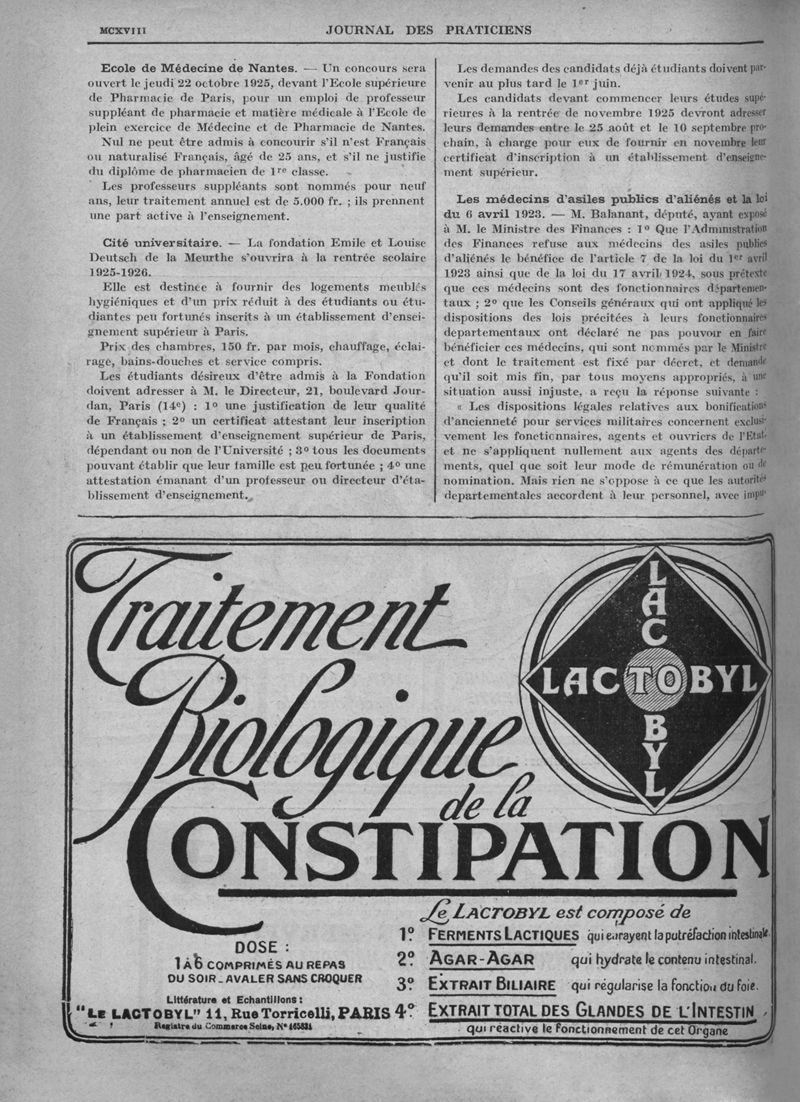 MCXVIII
JOURNAL DES PRATICIENS
Ecole de Médecine de Nantes. — Un concours sera
ouvert le jeudi 22 octobre 1925, devant l'Ecole supérieure
de Pharmacie de Paris, pour un emploi de professeur
suppléant de pharmacie et matière médicale à l'Ecole de
plein exercice de Médecine et de Pharmacie de Nantes.
Nul ne peut être admis à concourir s'il n'est Français
ou naturalisé Français, âgé de 25 ans, et s'il ne justifie
du diplôme de pharmacien de 1re classe.
Les professeurs suppléants sont nommés pour neuf
ans, leur traitement annuel est de 5.000 fr. ; ils prennent
une part active à l'enseignement.
Cité universitaire. — La fondation Emile et Louise
Deutsch de la Meurthe s'ouvrira à la rentrée scolaire
1925-1926.
Elle est destinée à fournir des logements meublés
hygiéniques et d'un prix réduit à des étudiants ou étu-
diantes peu fortunés inscrits à un établissement d'ensei-
gnement supérieur à Paris.
Prix des chambres, 150 fr. par mois, chauffage, éclai-
rage, bains-douches et service compris.
Les étudiants désireux d'être admis à la Fondation
doivent adresser à M. le Directeur, 21, boulevard Jour-
dan, Paris (14e) : 1o une justification de leur qualité
de Français ; 2o un certificat attestant leur inscription
à un établissement d'enseignement supérieur de Paris,
dépendant ou non de l'Université ; 3o tous les documents
pouvant établir que leur famille est peu fortunée ; 4o une
attestation émanant d'un professeur ou directeur d'éta-
blissement d'enseignement.
Les demandes des candidats déjà étudiants doivent par-
venir au plus tard le 1er juin.
Les candidats devant commencer leurs études supé-
rieures à la rentrée de novembre 1925 devront adresser
leurs demandes entre le 25 août et le 10 septembre pro-
chain, à charge pour eux de fournir en novembre leur
certificat d'inscription à un établissement d'enseigne-
ment supérieur.
Les médecins d'asiles publics d'aliénés et la loi
du 6 avril 1923. — M. Balanant, député, ayant exposé
à M. le Ministre des Finances : 1o Que l'Administration
des Finances refuse aux médecins des asiles publics
d'aliénés le bénéfice de l'article 7 de la loi du 1er avril
1923 ainsi que de la loi du 17 avril 1924, sous prétexte
que ces médecins sont des fonctionnaires départemen-
taux ; 2o que les Conseils généraux qui ont appliqué les
dispositions des lois précitées à leurs fonctionnaires
departementaux ont déclaré ne pas pouvoir en faire
bénéficier ces médecins, qui sont nommés par le Ministre
et dont le traitement est fixé par décret, et demande
qu'il soit mis fin, par tous moyens appropriés, à une
situation aussi injuste, a reçu la réponse suivante :
« Les dispositions légales relatives aux bonifications
d'ancienneté pour services militaires concernent exclusi-
vement les fonctionnaires, agents et ouvriers de l'Etat,
et ne s'appliquent nullement aux agents des départe-
ments, quel que soit leur mode de rémunération ou de
nomination. Mais rien ne s'oppose à ce que les autorités
departementales accordent à leur personnel, avec impu-
Traitement
Biologique
de la
CONSTIPATION
LACTOBYL
LACTOBYL
Le LACTOBYL est composé de
1o. FERMENTS LACTIQUES qui enrayent la putréfaction intestinale.
2o. AGAR-AGAR qui hydrate le contenu intestinal.
3o. EXTRAIT BILIAIRE qui régularise la fonction du foie.
4o. EXTRAIT TOTAL DES GLANDES DE L'INTESTIN
qui réactive le fonctionnement de cet Organe
DOSE :
1 À 6 COMPRIMÉS AU REPAS
DU SOIR _ AVALER SANS CROQUER
Littérature et Echantillons :
"LE LACTOBYL" 11, Rue Torricelli, PARIS
Registre du Commerce Seine, No 165831